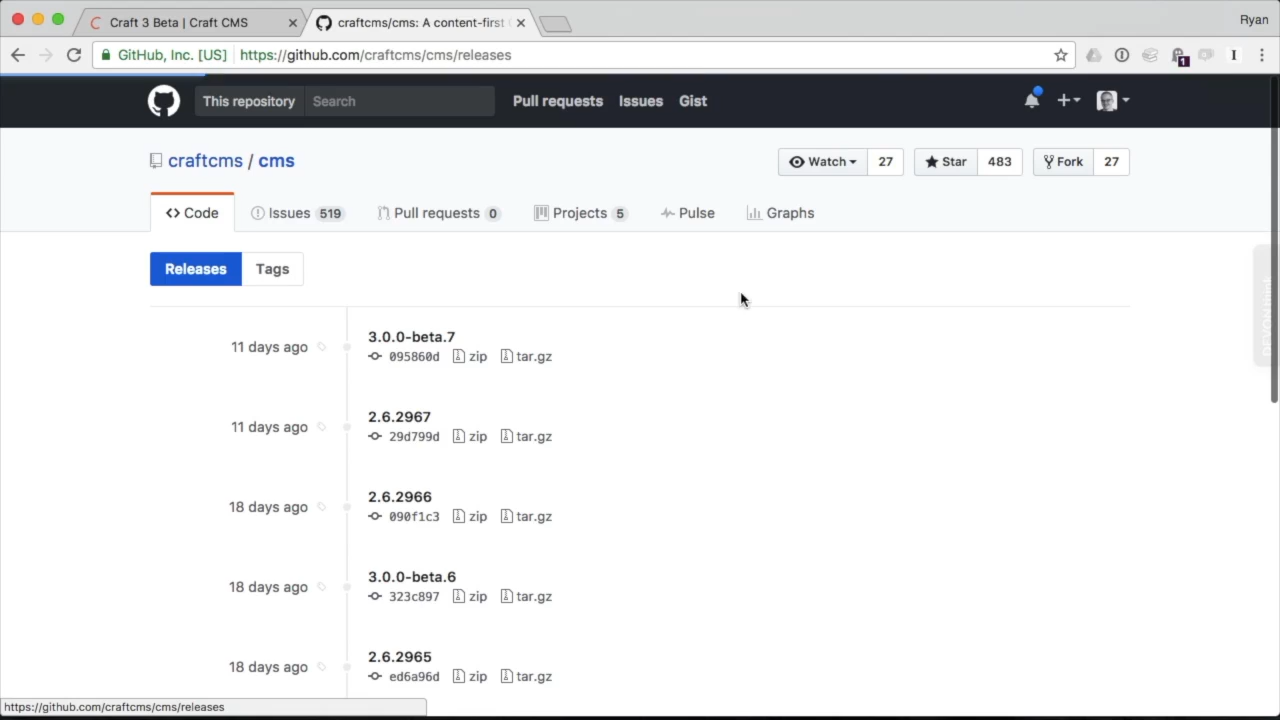 Craft 3 Beta | Craft CMS
craftcms/cms: A content-first
Ryan
GitHub, Inc. [US] https://github.com/craftcms/cms/releases
1
This repository Search Pull requests Issues Gist
craftcms / cms
Watch 27 Star 483 Fork 27
Code Issues 519 Pull requests 0 Projects 5 Pulse Graphs
Releases Tags
11 days ago
3.0.0-beta.7
095860d zip tar.gz
11 days ago
2.6.2967
29d799d zip tar.gz
18 days ago
2.6.2966
090f1c3 zip tar.gz
18 days ago
3.0.0-beta.6
323c897 zip tar.gz
18 days ago
2.6.2965
ed6a96d zip tar.gz
https://github.com/craftcms/cms/releases